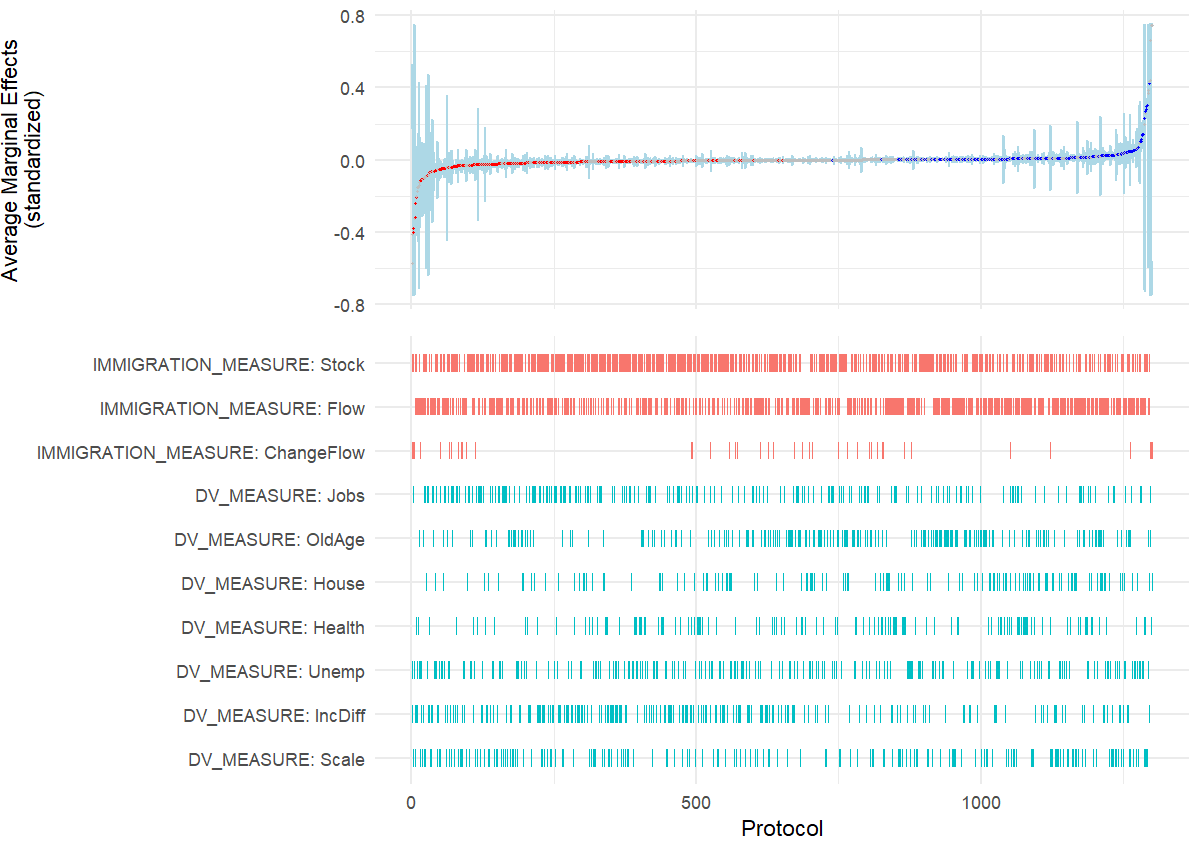 Average Marginal Effects
(standardized)
0.8
0.4
0.0
-0.4
-0.8
IMMIGRATION_MEASURE: Stock
IMMIGRATION_MEASURE: Flow
IMMIGRATION_MEASURE: ChangeFlow
DV_MEASURE: Jobs
DV_MEASURE: OldAge
DV_MEASURE: House
DV_MEASURE: Health
DV_MEASURE: Unemp
DV_MEASURE: IncDiff
DV_MEASURE: Scale
0 500 1000
Protocol